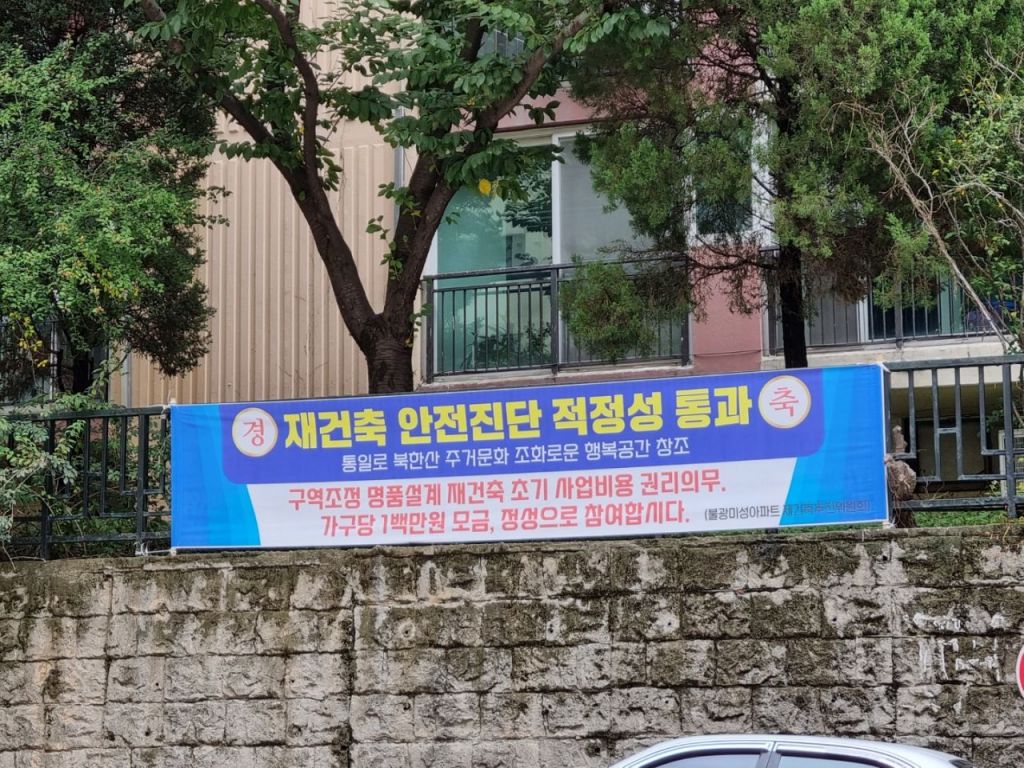 경 재건축 안전진단 적정성 통과 축
통일로 북한산 주거문화 조화로운 행복공간 창조
구역조정 명품설계 재건축 초기 사업비용 권리의무.
가구당 1백만원 모금, 정성으로 참여합시다.
(불광미성아파트 재건축추진위원회)